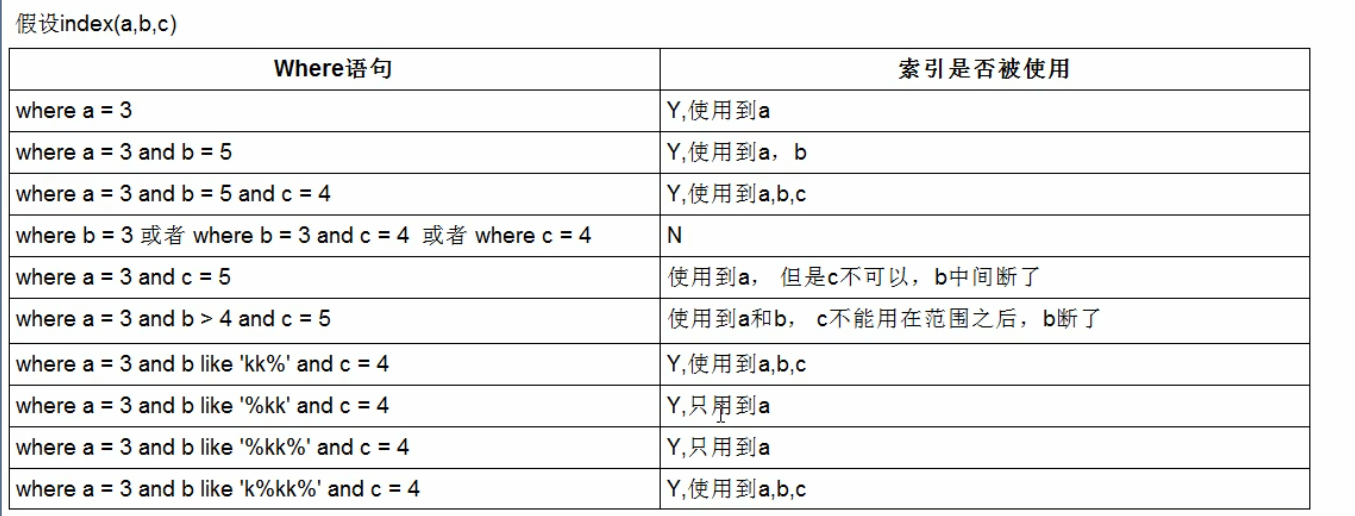 假设index(a,b,c)
Where语句 索引是否被使用
where a = 3 Y,使用到a
where a = 3 and b = 5 Y,使用到a，b
where a = 3 and b = 5 and c = 4 Y,使用到a,b,c
where b = 3 或者 where b = 3 and c = 4 或者 where c = 4 N
where a = 3 and c = 5 使用到a， 但是c不可以，b中间断了
where a = 3 and b > 4 and c = 5 使用到a和b， c不能用在范围之后，b断了
where a = 3 and b like 'kk%' and c = 4 Y,使用到a,b,c
where a = 3 and b like '%kk' and c = 4 Y,只用到a
where a = 3 and b like '%kk%' and c = 4 Y,只用到a
where a = 3 and b like 'k%kk%' and c = 4 Y,使用到a,b,c